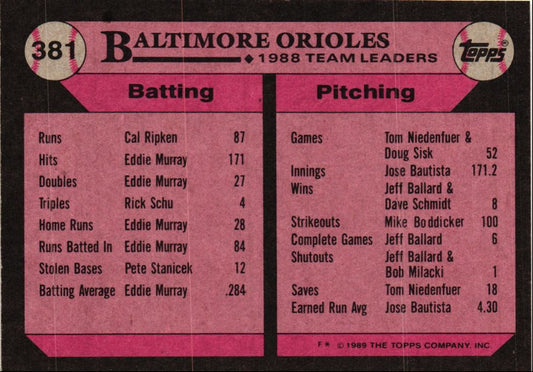 381
BALTIMORE ORIOLES
1988 TEAM LEADERS
Topps®
Batting
Runs Cal Ripken 87
Hits Eddie Murray 171
Doubles Eddie Murray 27
Triples Rick Schu 4
Home Runs Eddie Murray 28
Runs Batted In Eddie Murray 84
Stolen Bases Pete Stanicek 12
Batting Average Eddie Murray .284
Pitching
Games Tom Niedenfuer &
Doug Sisk 52
Innings Jose Bautista 171.2
Wins Jeff Ballard &
Dave Schmidt 8
Strikeouts Mike Boddicker 100
Complete Games Jeff Ballard 6
Shutouts Jeff Ballard &
Bob Milacki 1
Saves Tom Niedenfuer 18
Earned Run Avg Jose Bautista 4.30
F* © 1989 THE TOPPS COMPANY, INC.